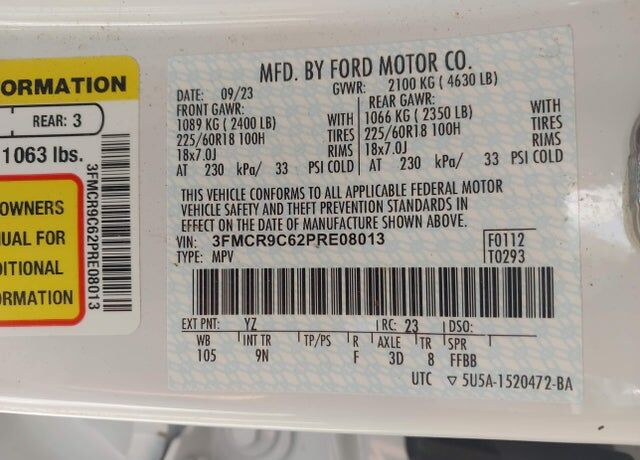 ORMATION
REAR: 3
1063 lbs.
OWNERS
UAL FOR
DITIONAL
ORMATION
3FMCR9C62PRE08013
MFD. BY FORD MOTOR CO.
DATE: 09/23 GVWR: 2100 KG ( 4630 LB)
FRONT GAWR: REAR GAWR:
1089 KG ( 2400 LB) WITH 1066 KG ( 2350 LB) WITH
225/60R18 100H TIRES 225/60R18 100H TIRES
18x7.0J RIMS 18x7.0J RIMS
AT 230 kPa/ 33 PSI COLD AT 230 kPa/ 33 PSI COLD
THIS VEHICLE CONFORMS TO ALL APPLICABLE FEDERAL MOTOR
VEHICLE SAFETY AND THEFT PREVENTION STANDARDS IN
EFFECT ON THE DATE OF MANUFACTURE SHOWN ABOVE.
VIN: 3FMCR9C62PRE08013 F0112
TYPE: MPV T0293
EXT PNT: YZ RC: 23 DSO:
WB INT TR TP/PS R AXLE TR SPR
105 9N F 3D 8 FFBB
UTC ▽ 5U5A-1520472-BA